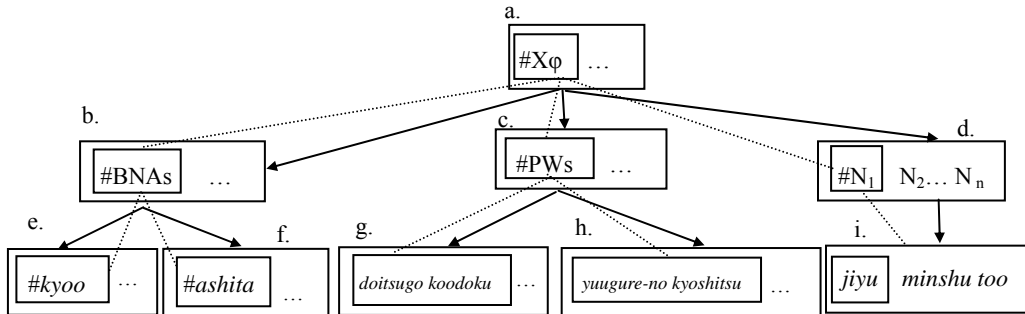 a.
#Xφ …
b.
c.
d.
#BNAs …
#PWs …
#N₁ N₂… Nₙ
e.
f.
g.
h.
i.
#kyoo …
#ashita …
doitsugo koodoku …
yuugure-no kyoshitsu …
jiyu minshu too